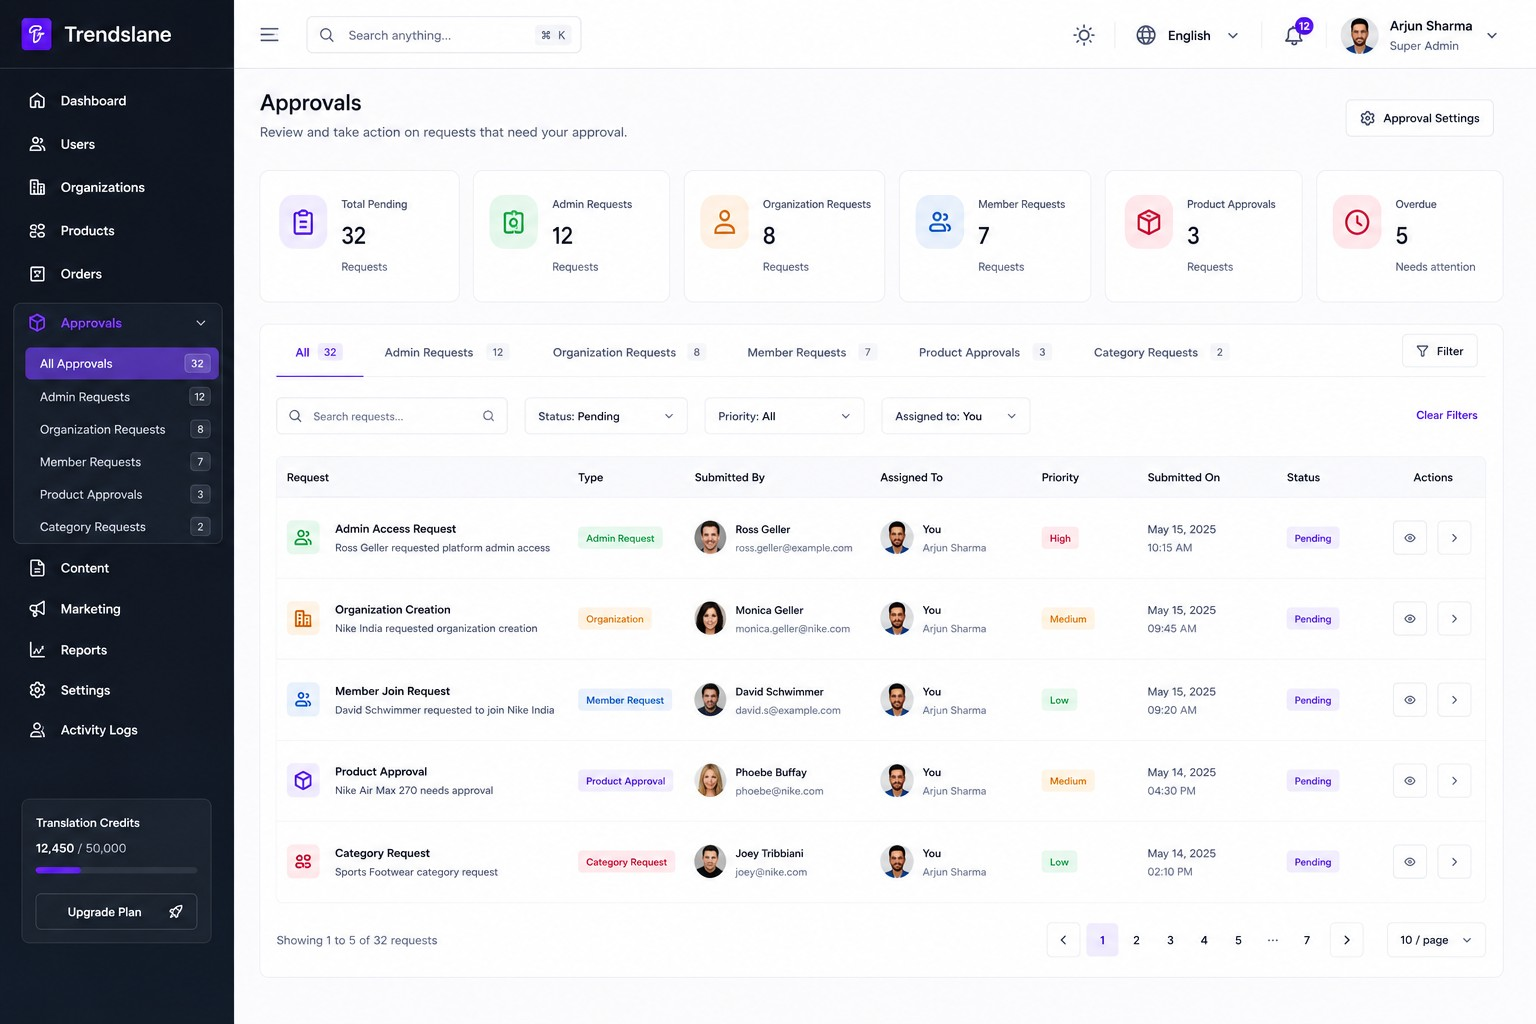 Trendslane
Search anything...
⌘ K
English
12
Arjun Sharma
Super Admin
Dashboard
Users
Organizations
Products
Orders
Approvals
All Approvals 32
Admin Requests 12
Organization Requests 8
Member Requests 7
Product Approvals 3
Category Requests 2
Content
Marketing
Reports
Settings
Activity Logs
Translation Credits
12,450 / 50,000
Upgrade Plan
Approvals
Review and take action on requests that need your approval.
Approval Settings
Total Pending
32
Requests
Admin Requests
12
Requests
Organization Requests
8
Requests
Member Requests
7
Requests
Product Approvals
3
Requests
Overdue
5
Needs attention
All 32 Admin Requests 12 Organization Requests 8 Member Requests 7 Product Approvals 3 Category Requests 2
Filter
Search requests...
Status: Pending
Priority: All
Assigned to: You
Clear Filters
Request Type Submitted By Assigned To Priority Submitted On Status Actions
Admin Access Request
Ross Geller requested platform admin access
Admin Request
Ross Geller
ross.geller@example.com
You
Arjun Sharma
High
May 15, 2025
10:15 AM
Pending
Organization Creation
Nike India requested organization creation
Organization
Monica Geller
monica.geller@nike.com
You
Arjun Sharma
Medium
May 15, 2025
09:45 AM
Pending
Member Join Request
David Schwimmer requested to join Nike India
Member Request
David Schwimmer
david.s@example.com
You
Arjun Sharma
Low
May 15, 2025
09:20 AM
Pending
Product Approval
Nike Air Max 270 needs approval
Product Approval
Phoebe Buffay
phoebe@nike.com
You
Arjun Sharma
Medium
May 14, 2025
04:30 PM
Pending
Category Request
Sports Footwear category request
Category Request
Joey Tribbiani
joey@nike.com
You
Arjun Sharma
Low
May 14, 2025
02:10 PM
Pending
Showing 1 to 5 of 32 requests
1 2 3 4 5 ... 7
10 / page